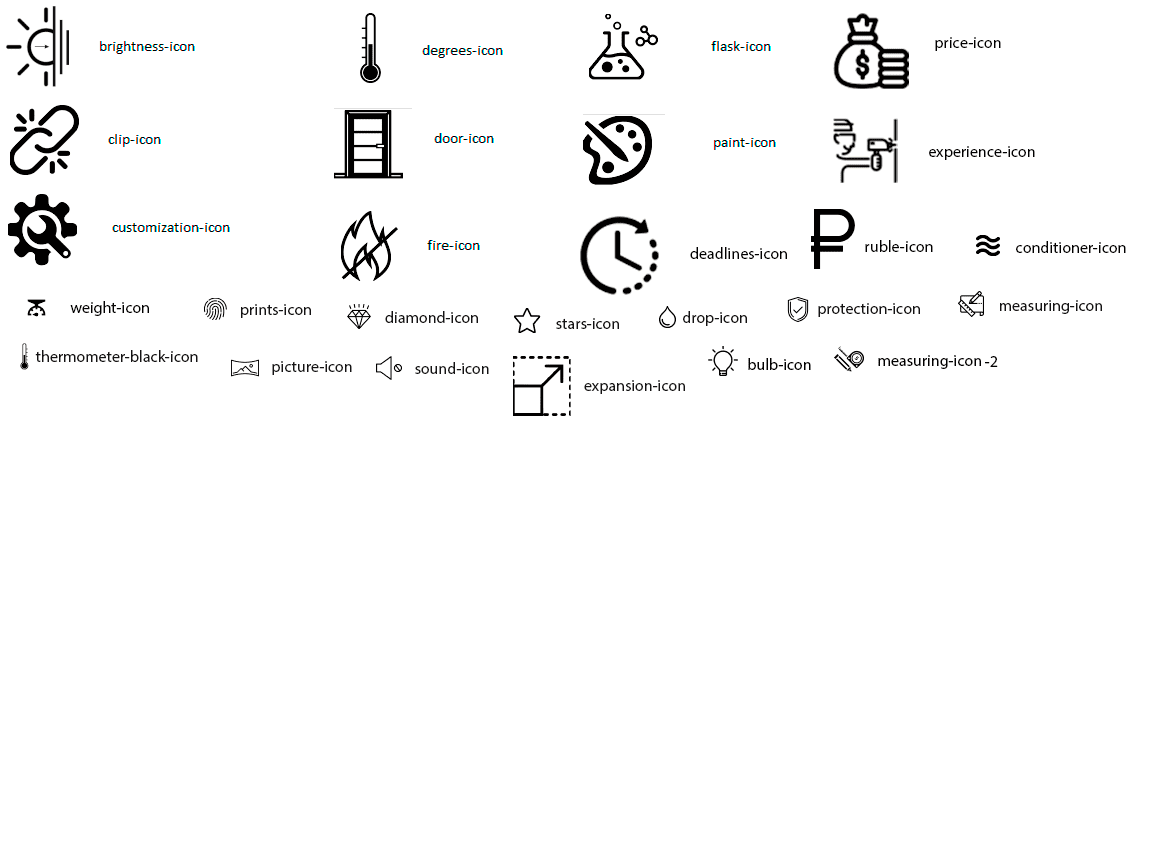 brightness-icon
degrees-icon
flask-icon
price-icon
clip-icon
door-icon
paint-icon
experience-icon
customization-icon
fire-icon
deadlines-icon
ruble-icon
conditioner-icon
weight-icon
prints-icon
diamond-icon
stars-icon
drop-icon
protection-icon
measuring-icon
thermometer-black-icon
picture-icon
sound-icon
expansion-icon
bulb-icon
measuring-icon -2